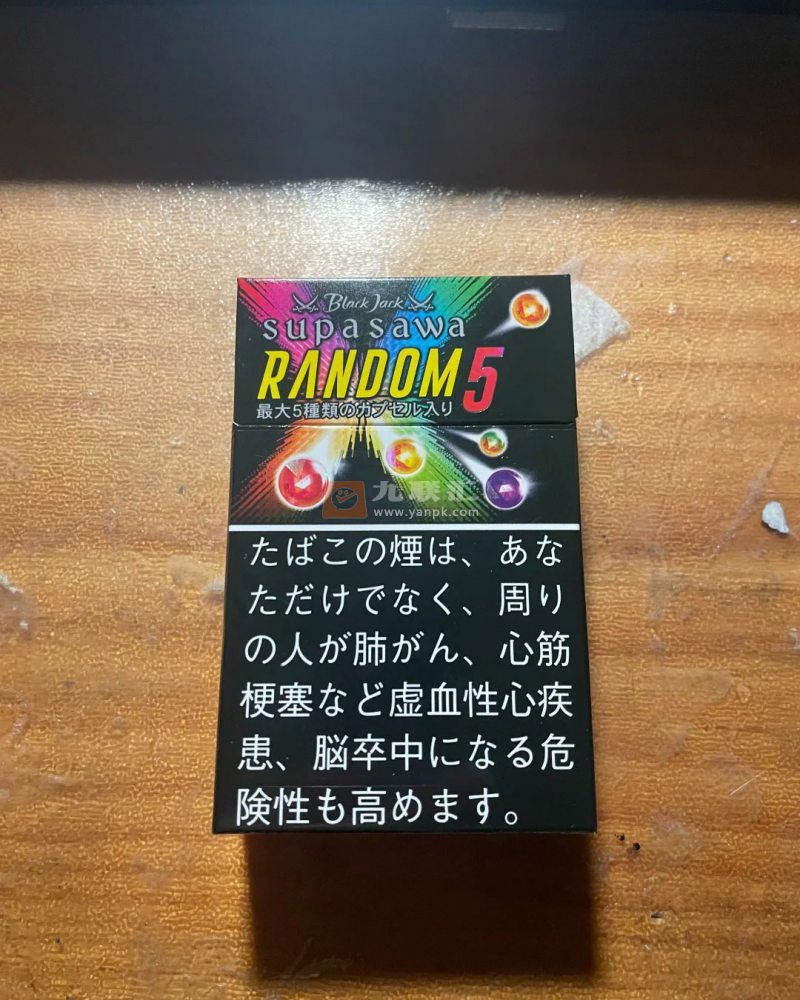 Black Jack
supasawa
RANDOM 5
最大5種類のカプセル入り
九联汇
www.yanpk.com
たばこの煙は、あな
ただけでなく、周り
の人が肺がん、心筋
梗塞など虚血性心疾
患、脳卒中になる危
険性も高めます。